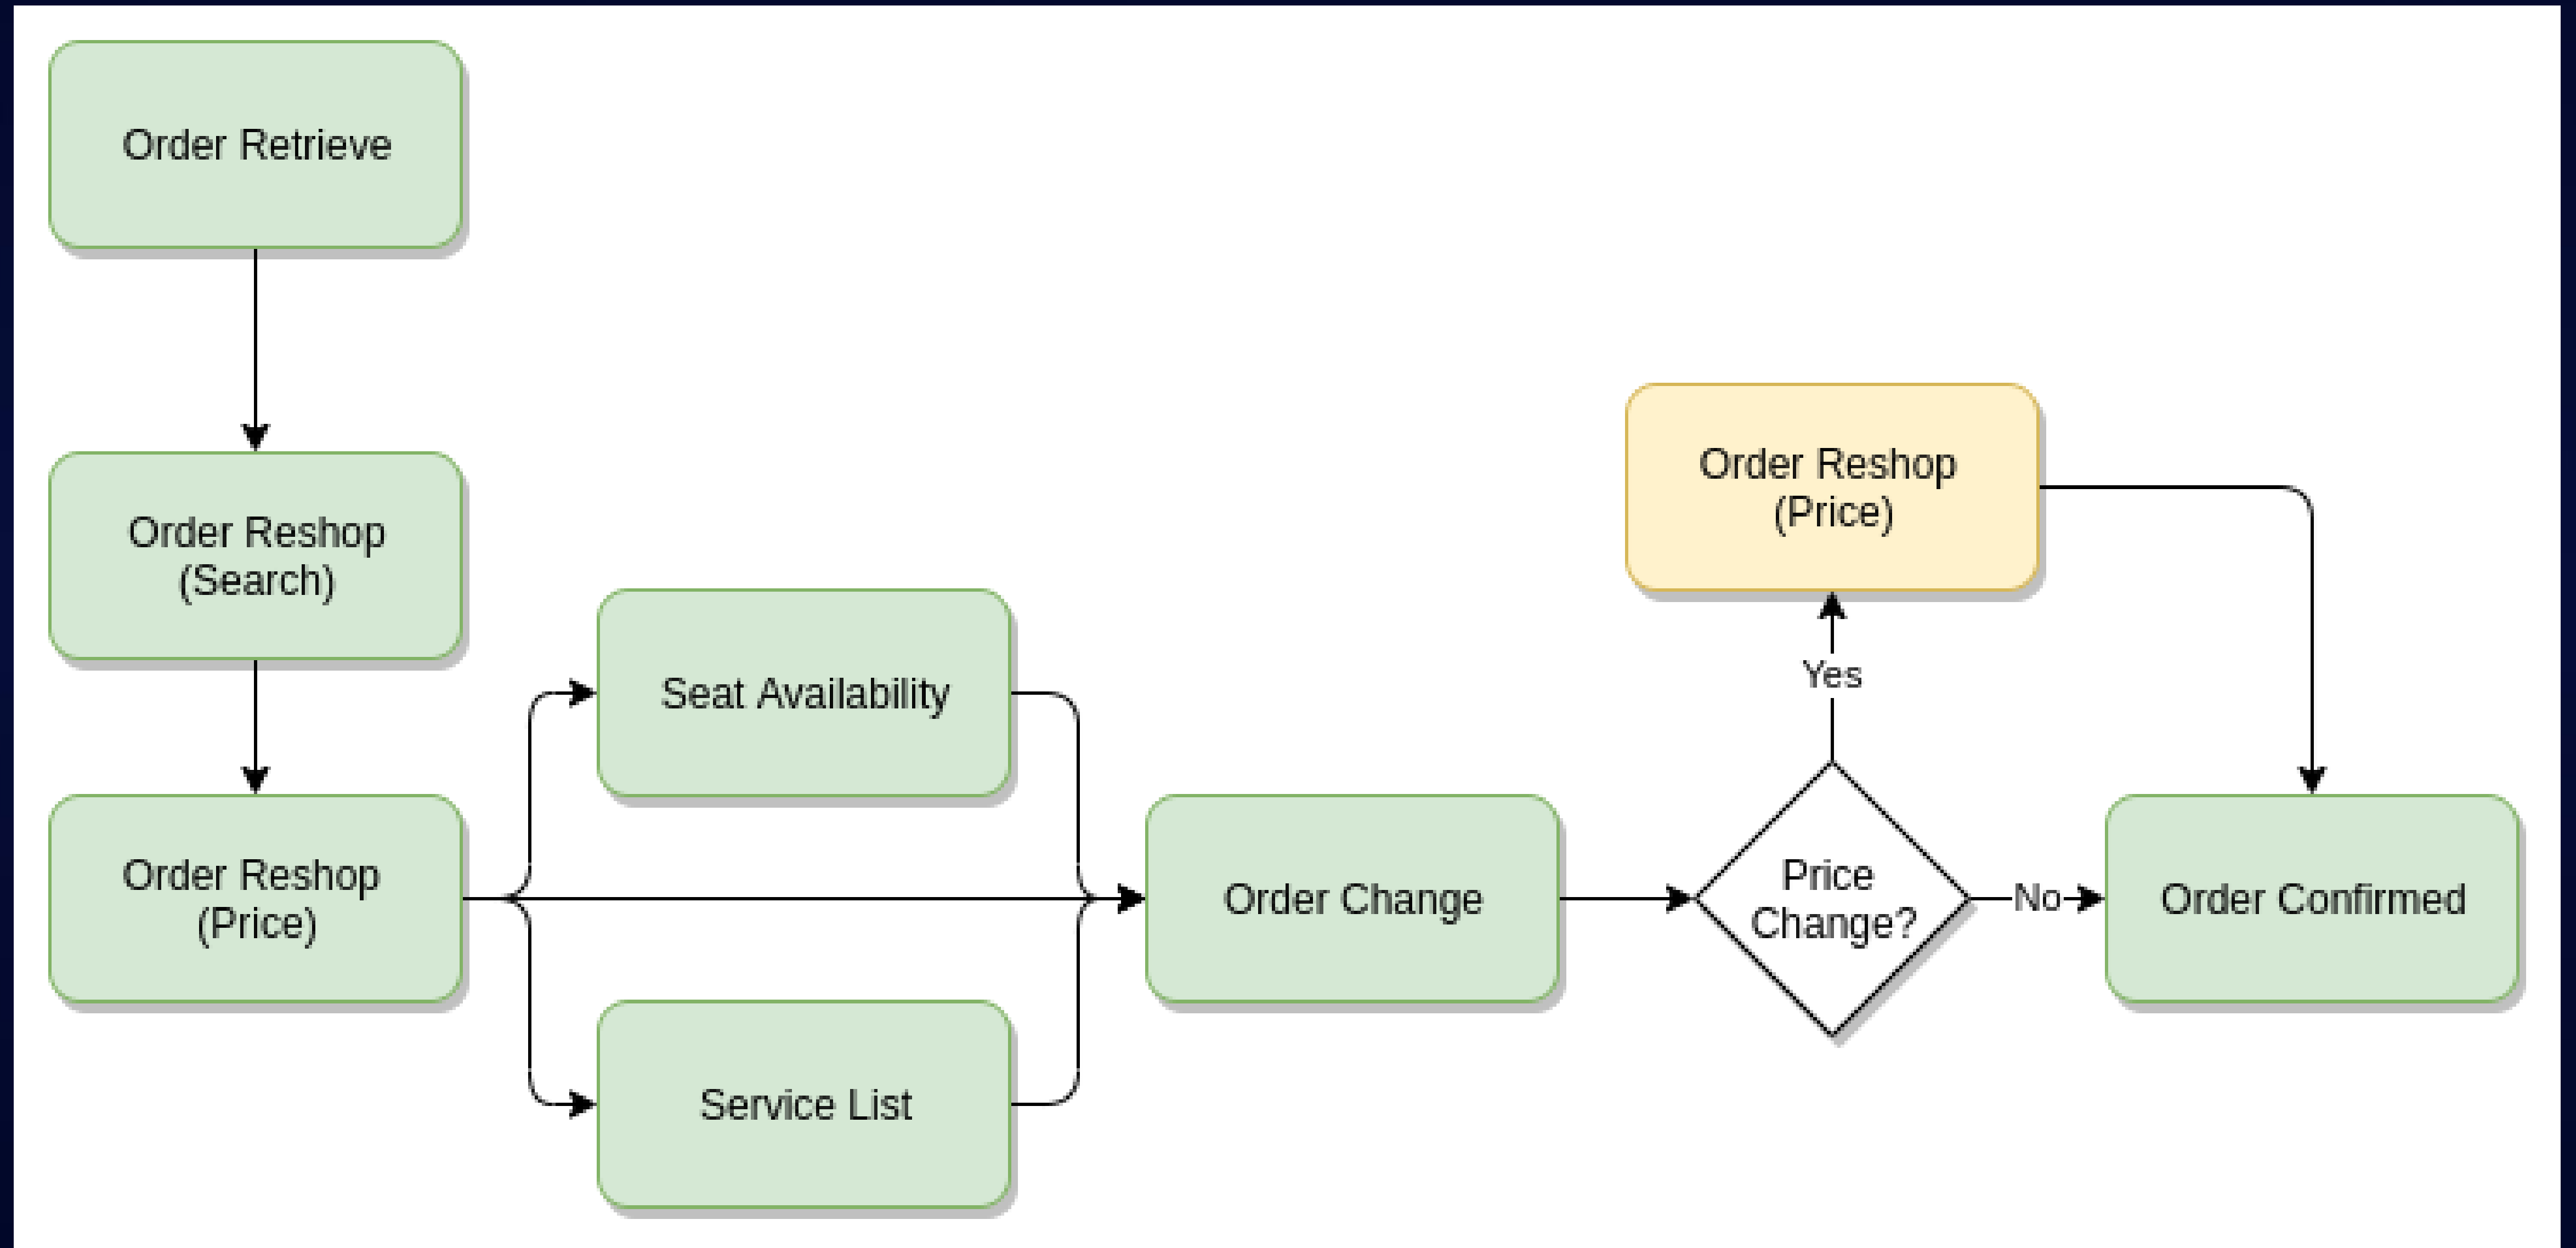 Order Retrieve
Order Reshop
(Search)
Order Reshop
(Price)
Seat Availability
Service List
Order Change
Price
Change?
Yes
No
Order Reshop
(Price)
Order Confirmed